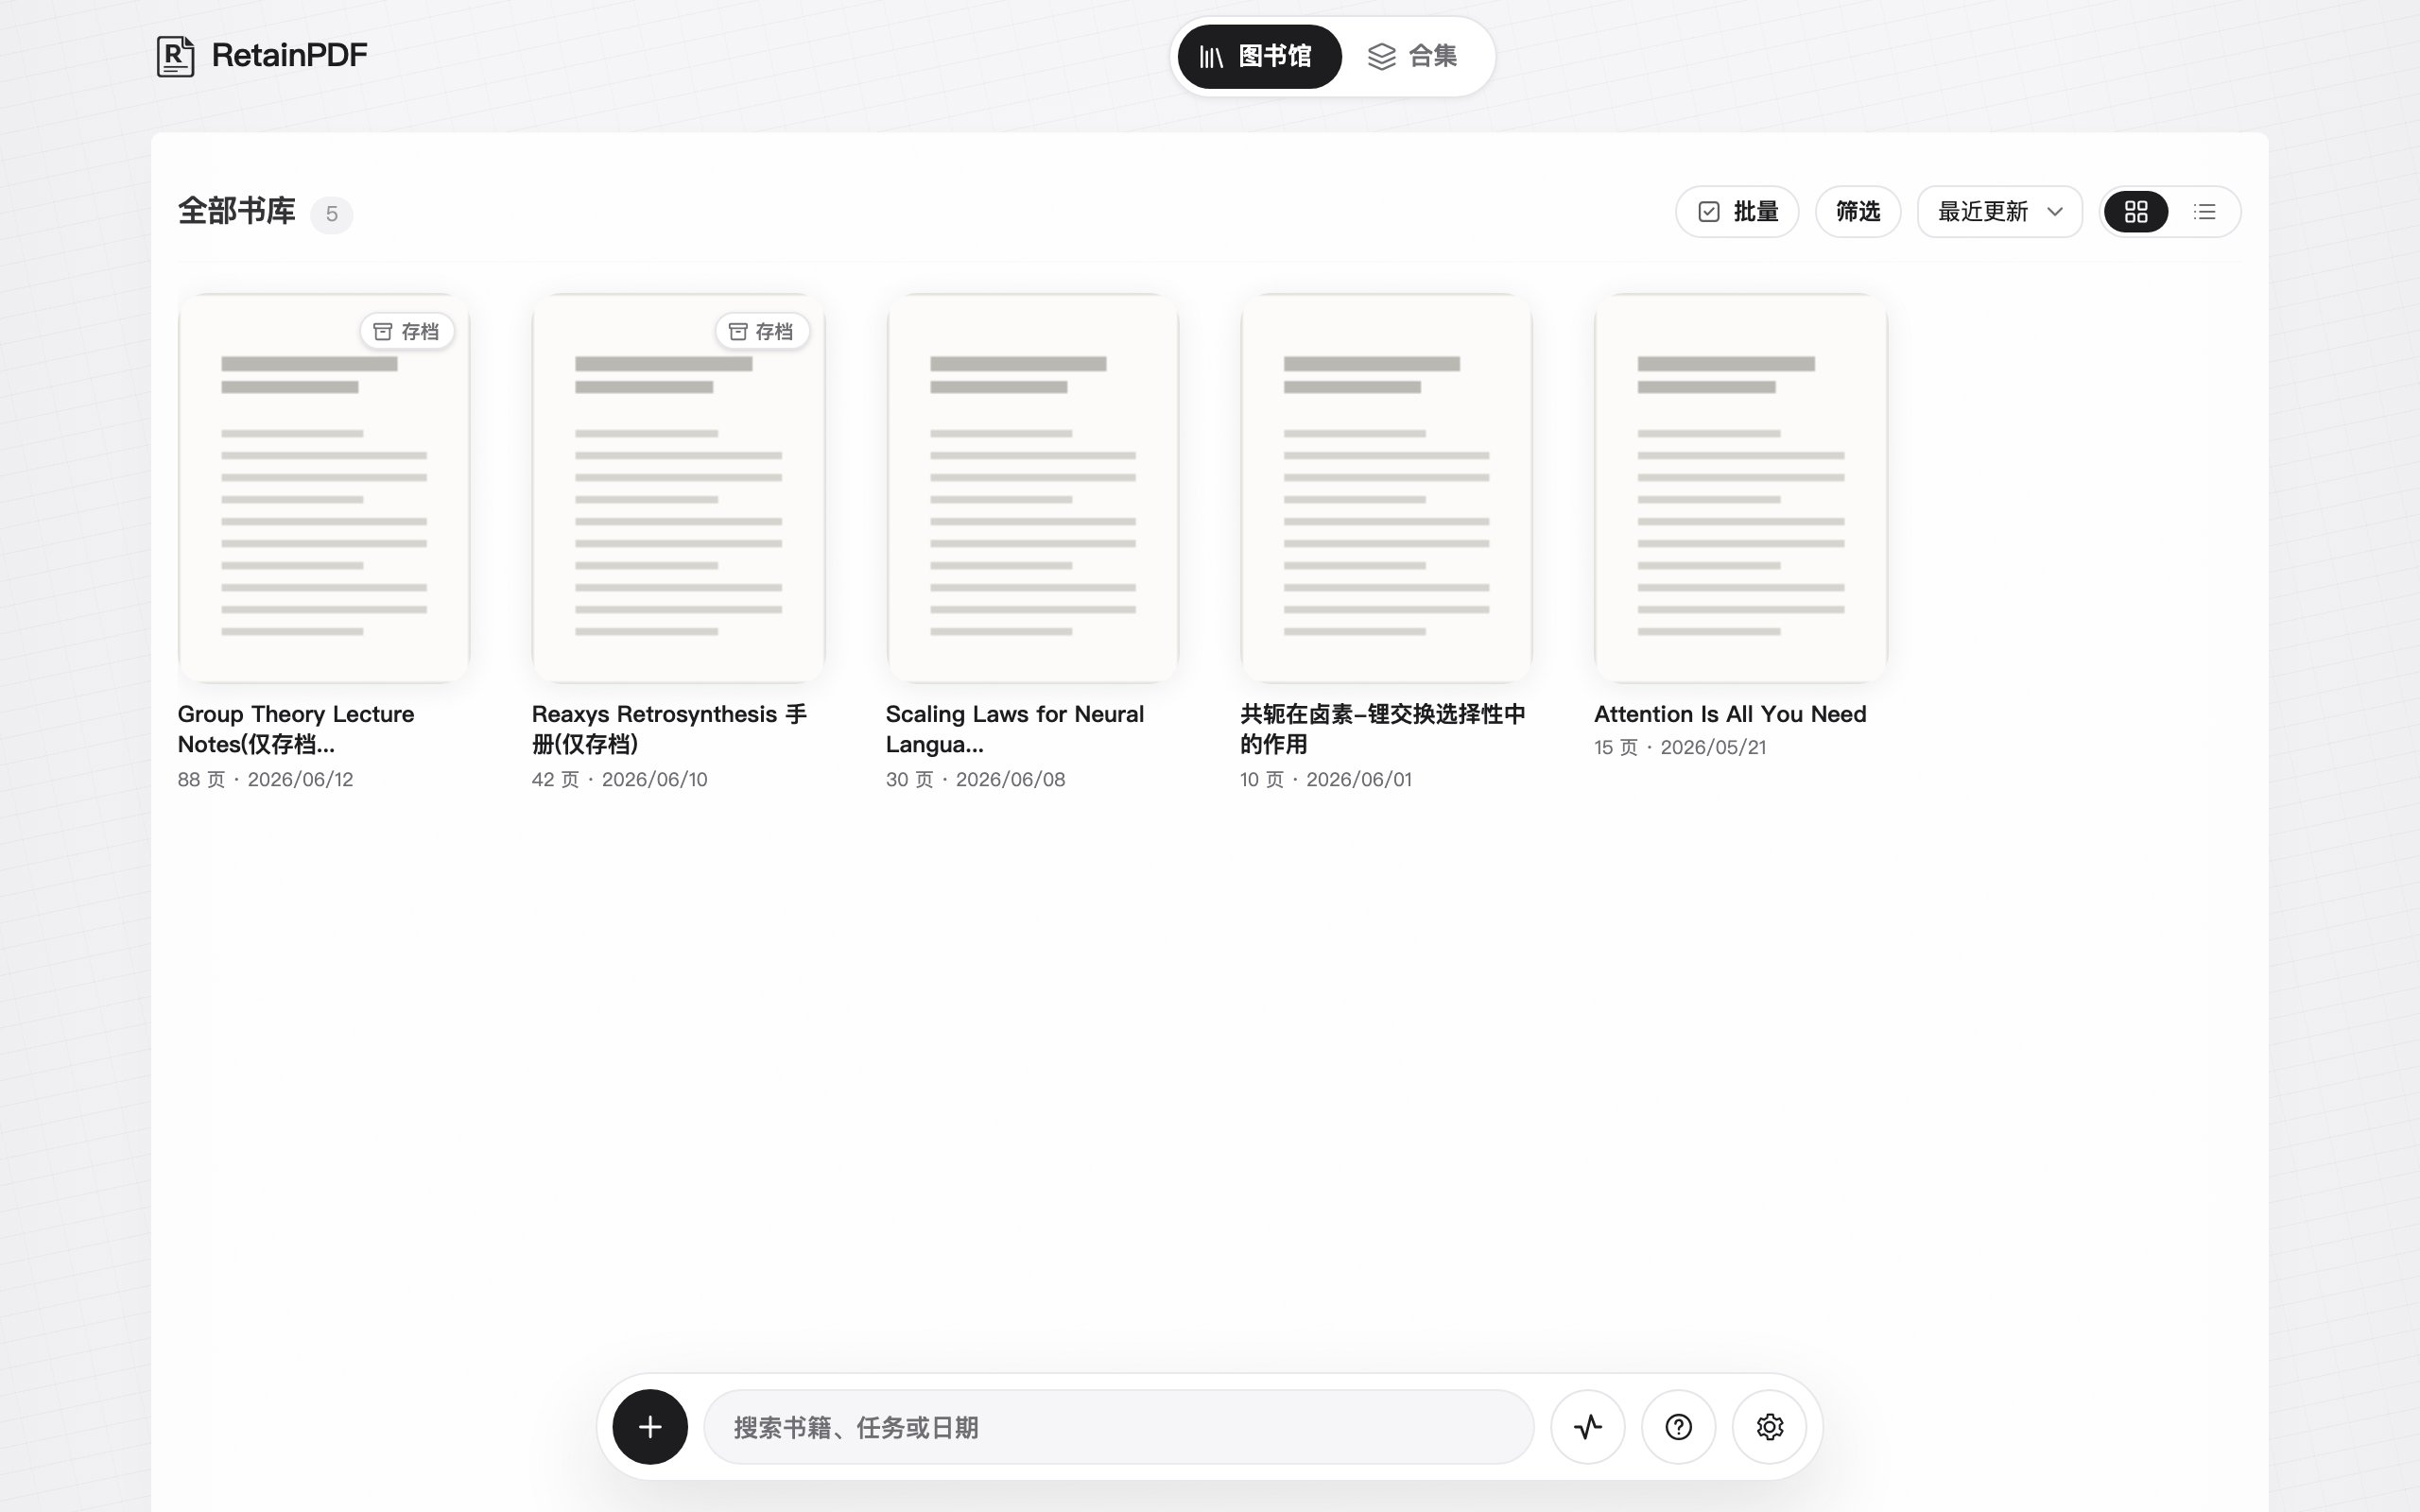 RetainPDF
图书馆
合集
全部书库 5
批量
筛选
最近更新
存档
存档
Group Theory Lecture
Notes(仅存档...
88 页 · 2026/06/12
Reaxys Retrosynthesis 手
册(仅存档)
42 页 · 2026/06/10
Scaling Laws for Neural
Langua...
30 页 · 2026/06/08
共轭在卤素–锂交换选择性中
的作用
10 页 · 2026/06/01
Attention Is All You Need
15 页 · 2026/05/21
搜索书籍、任务或日期